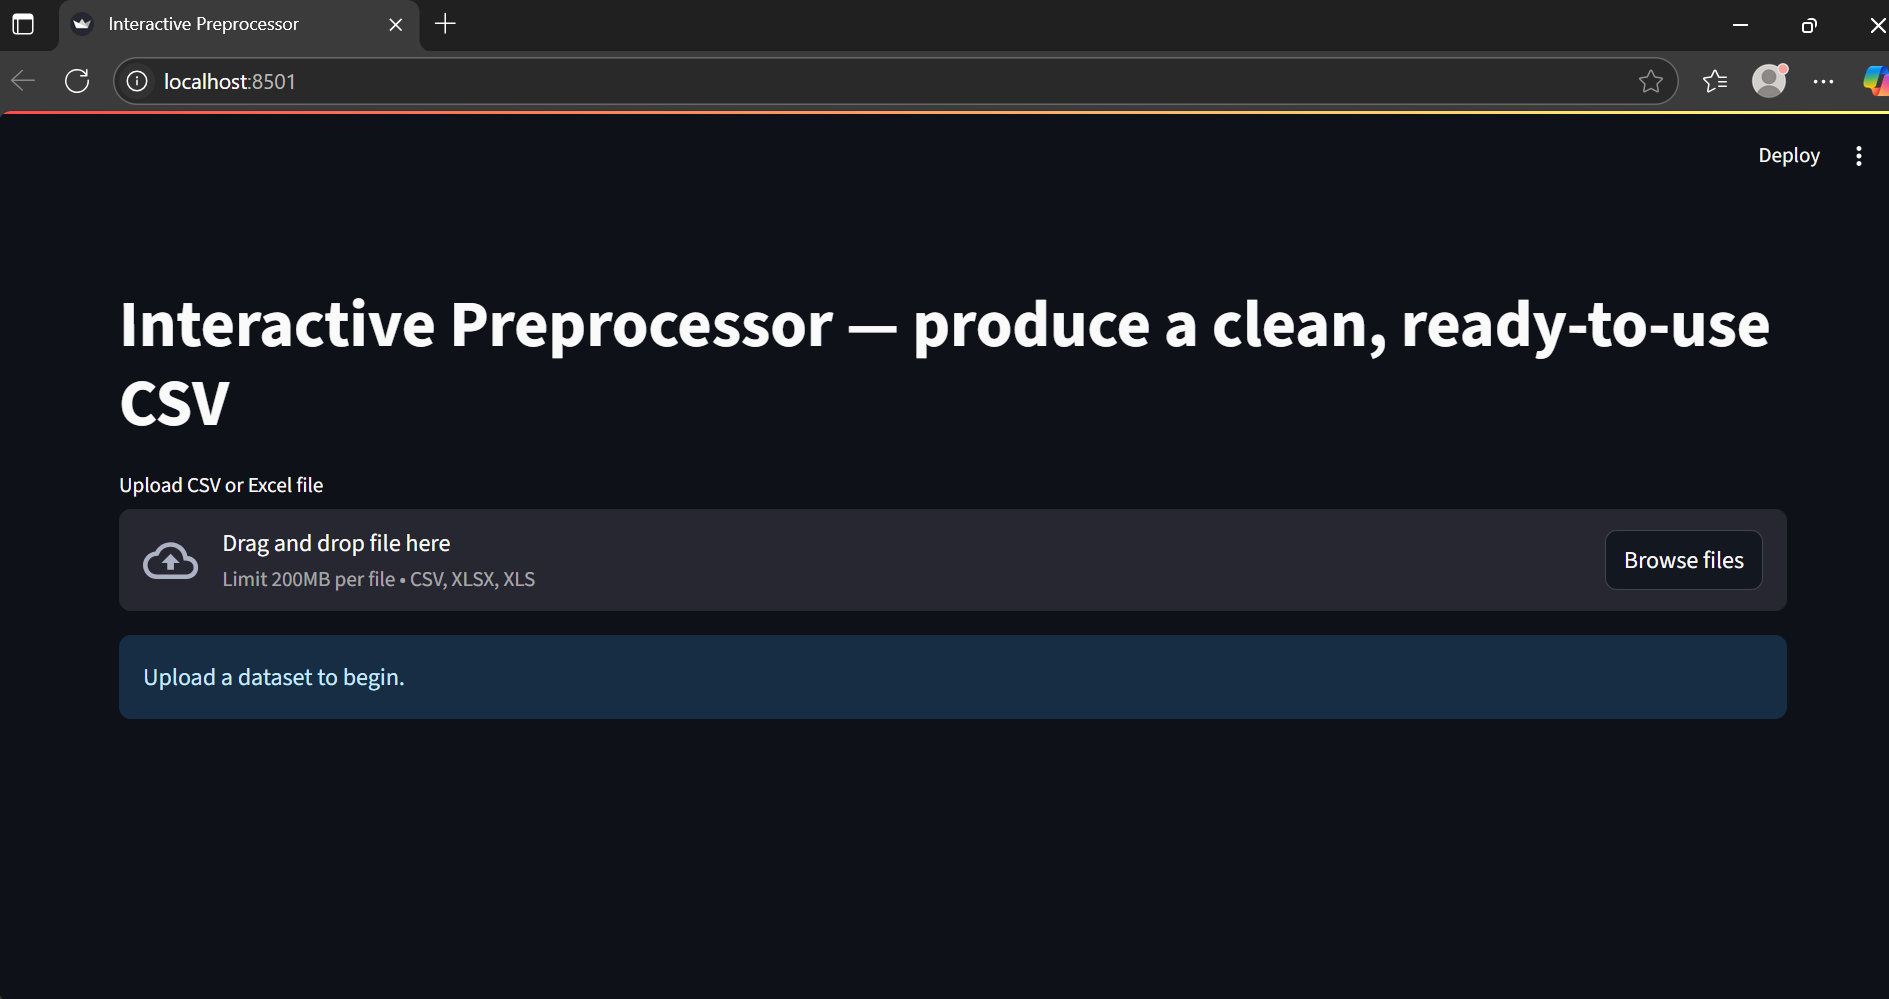 Interactive Preprocessor
localhost:8501
Deploy
Interactive Preprocessor — produce a clean, ready-to-use
CSV
Upload CSV or Excel file
Drag and drop file here
Limit 200MB per file • CSV, XLSX, XLS
Browse files
Upload a dataset to begin.